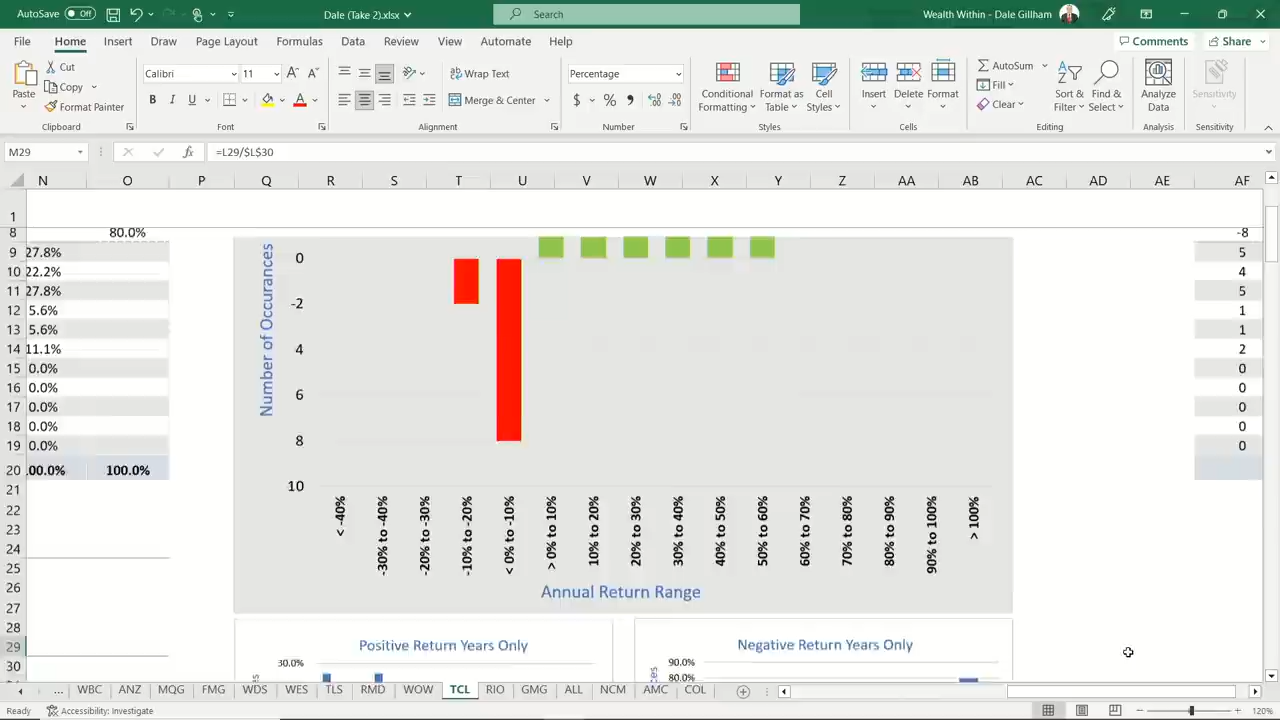 AutoSave Off Dale (Take 2).xlsx Search Wealth Within - Dale Gillham
File Home Insert Draw Page Layout Formulas Data Review View Automate Help Comments Share
Paste Cut Copy Format Painter Clipboard
Calibri 11 B I U A Font
Wrap Text Merge & Center Alignment
Percentage $ % , Number
Conditional Formatting Format as Table Cell Styles Styles
Insert Delete Format Cells
AutoSum Fill Clear Sort & Filter Find & Select Editing
Analyze Data Analysis
Sensitivity Sensitivity
M29 fx =L29/$L$30
N O P Q R S T U V W X Y Z AA AB AC AD AE AF
1
8 80.0% -8
9 27.8% 5
10 22.2% 4
11 27.8% 5
12 5.6% 1
13 5.6% 1
14 11.1% 2
15 0.0% 0
16 0.0% 0
17 0.0% 0
18 0.0% 0
19 0.0% 0
20 .00.0% 100.0%
21
22
23
24
25
26
27
28
29
30
Number of Occurances
0
-2
4
6
8
10
< -40%
-30% to -40%
-20% to -30%
-10% to -20%
< 0% to -10%
> 0% to 10%
10% to 20%
20% to 30%
30% to 40%
40% to 50%
50% to 60%
60% to 70%
70% to 80%
80% to 90%
90% to 100%
> 100%
Annual Return Range
Positive Return Years Only
30.0%
Negative Return Years Only
90.0%
80.0%
... WBC ANZ MQG FMG WDS WES TLS RMD WOW TCL RIO GMG ALL NCM AMC COL
Ready Accessibility: Investigate 120%